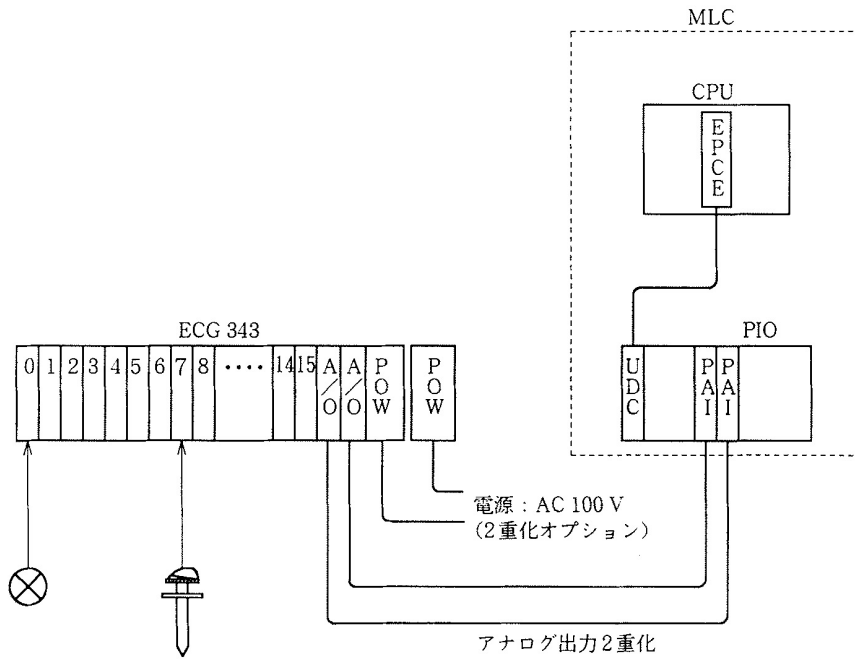 MLC
CPU
EPCE
ECG 343
PIO
0 1 2 3 4 5 6 7 8 ‥‥ 14 15 A/O A/O POW POW
UDC PAI PAI
電源：AC 100 V
(2重化オプション)
アナログ出力2重化